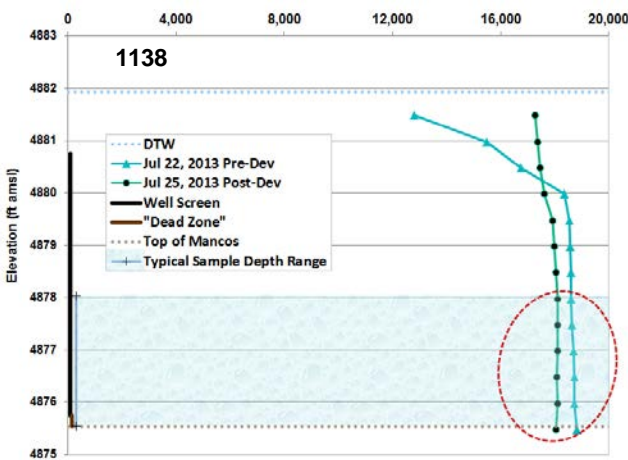 0 4,000 8,000 12,000 16,000 20,000
4883
1138
4882
4881
DTW
Jul 22, 2013 Pre-Dev
Jul 25, 2013 Post-Dev
4880
Well Screen
"Dead Zone"
4879
Top of Mancos
Typical Sample Depth Range
4878
4877
4876
4875
Elevation (ft amsl)